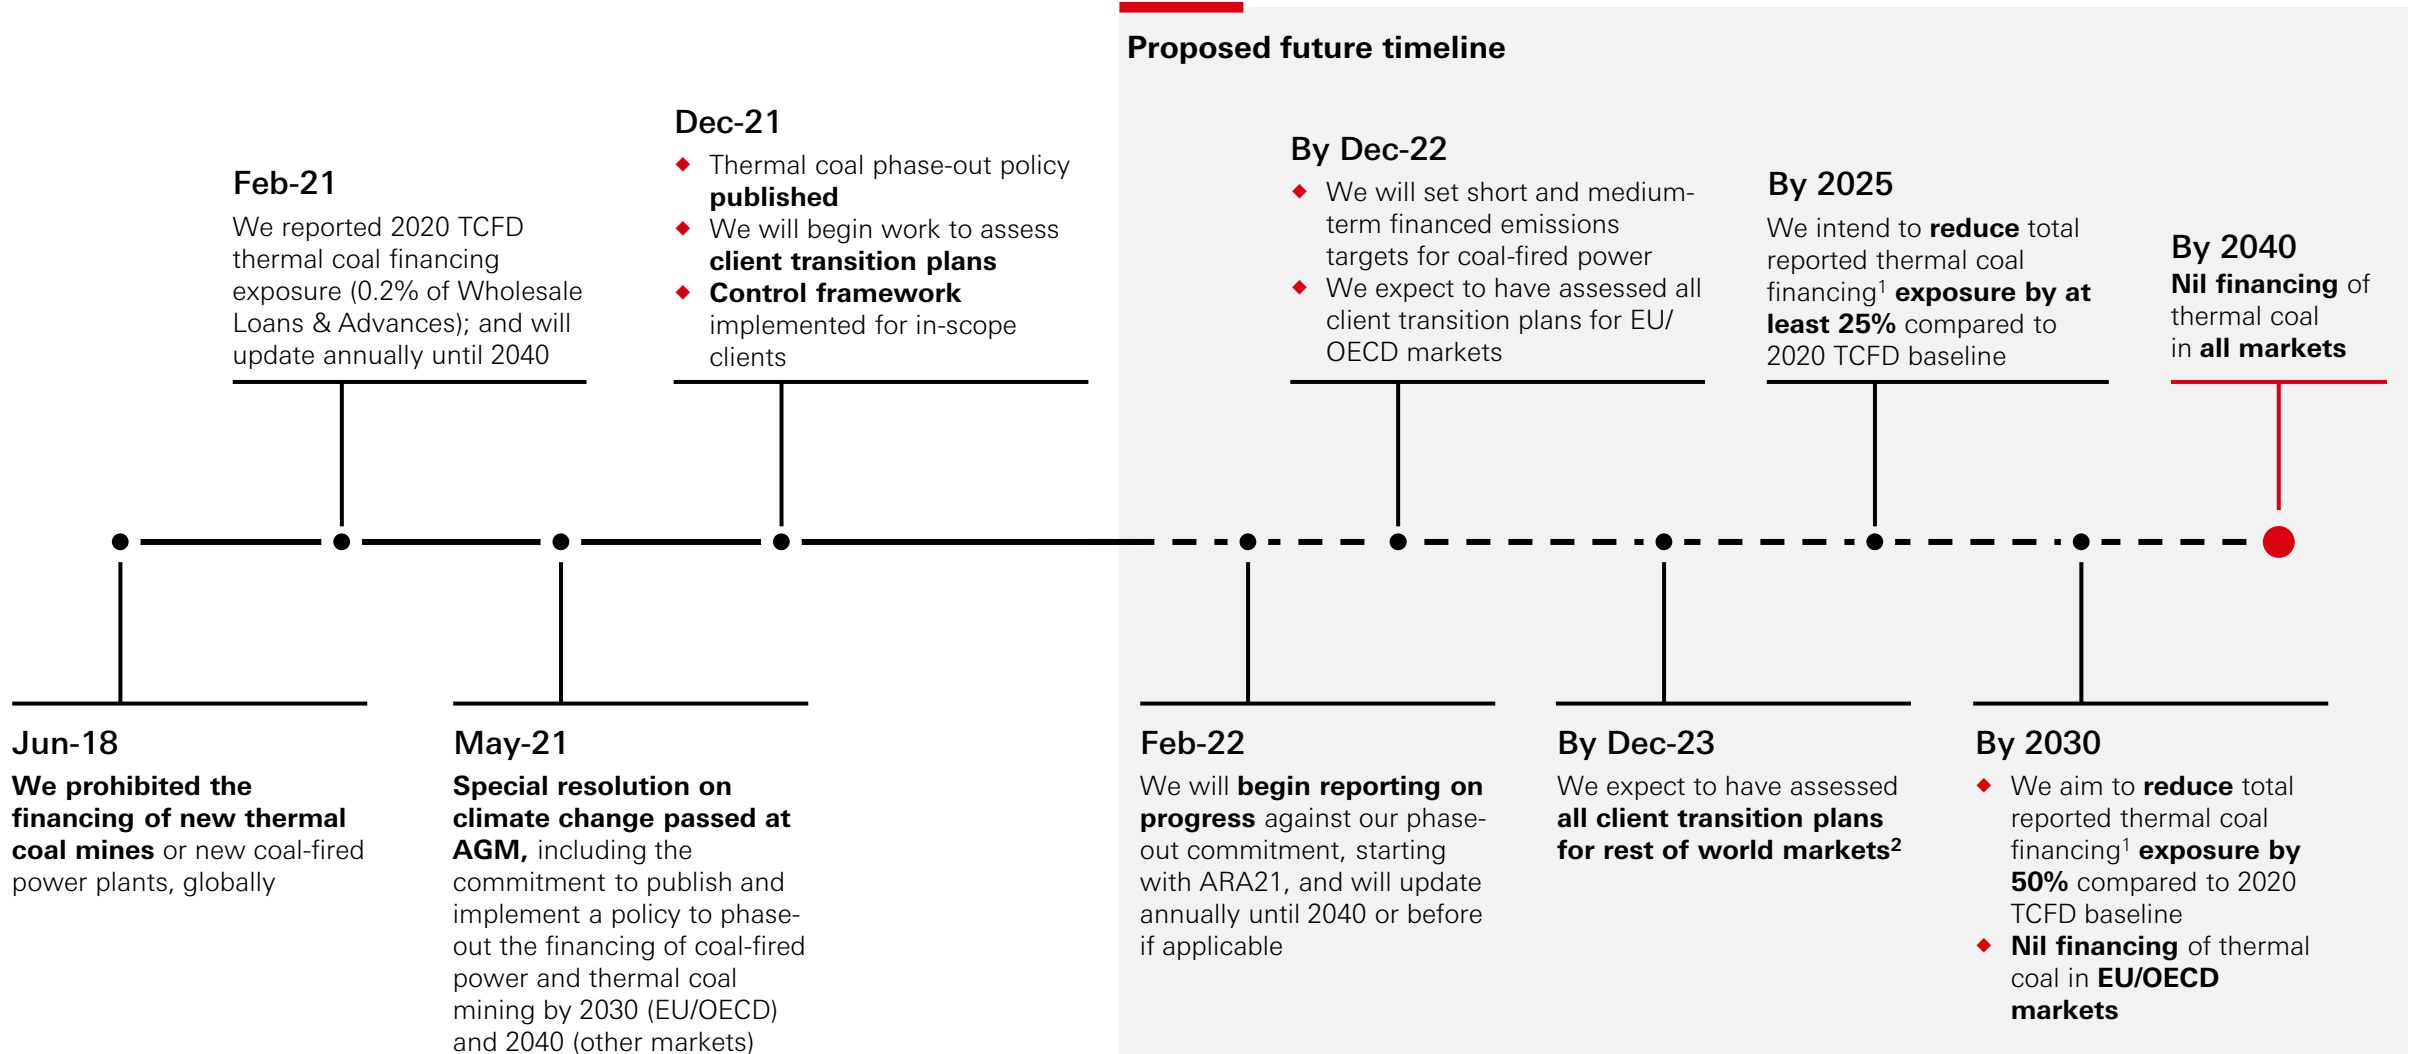 Proposed future timeline
Jun-18
We prohibited the
financing of new thermal
coal mines or new coal-fired
power plants, globally
Feb-21
We reported 2020 TCFD
thermal coal financing
exposure (0.2% of Wholesale
Loans & Advances); and will
update annually until 2040
May-21
Special resolution on
climate change passed at
AGM, including the
commitment to publish and
implement a policy to phase-
out the financing of coal-fired
power and thermal coal
mining by 2030 (EU/OECD)
and 2040 (other markets)
Dec-21
Thermal coal phase-out policy
published
We will begin work to assess
client transition plans
Control framework
implemented for in-scope
clients
Feb-22
We will begin reporting on
progress against our phase-
out commitment, starting
with ARA21, and will update
annually until 2040 or before
if applicable
By Dec-22
We will set short and medium-
term financed emissions
targets for coal-fired power
We expect to have assessed all
client transition plans for EU/
OECD markets
By Dec-23
We expect to have assessed
all client transition plans
for rest of world markets²
By 2025
We intend to reduce total
reported thermal coal
financing¹ exposure by at
least 25% compared to
2020 TCFD baseline
By 2030
We aim to reduce total
reported thermal coal
financing¹ exposure by
50% compared to 2020
TCFD baseline
Nil financing of thermal
coal in EU/OECD
markets
By 2040
Nil financing of
thermal coal
in all markets